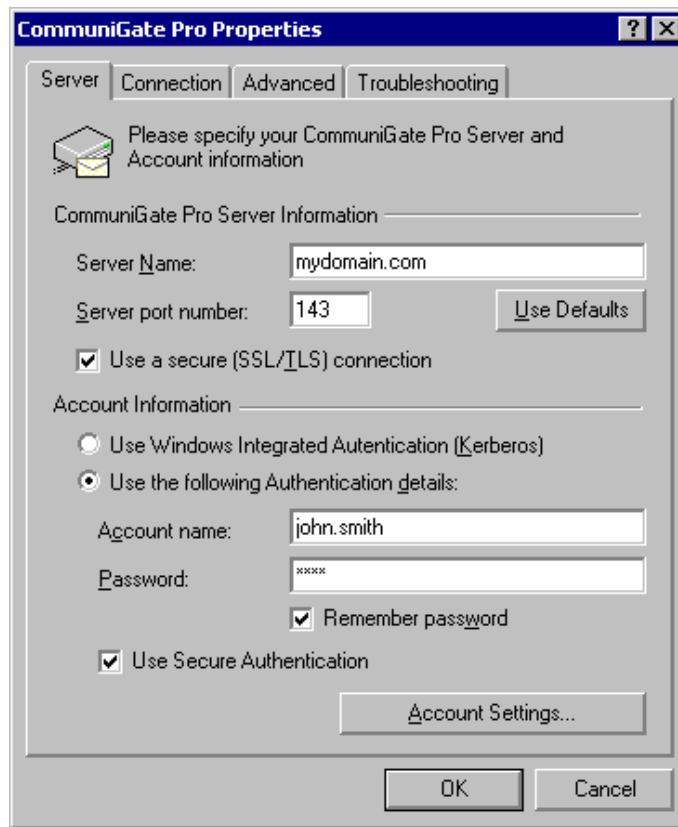 CommuniGate Pro Properties
? X
Server Connection Advanced Troubleshooting
Please specify your CommuniGate Pro Server and
Account information
CommuniGate Pro Server Information
Server Name: mydomain.com
Server port number: 143 Use Defaults
Use a secure (SSL/TLS) connection
Account Information
Use Windows Integrated Autentication (Kerberos)
Use the following Authentication details:
Account name: john.smith
Password: ****
Remember password
Use Secure Authentication
Account Settings...
OK Cancel